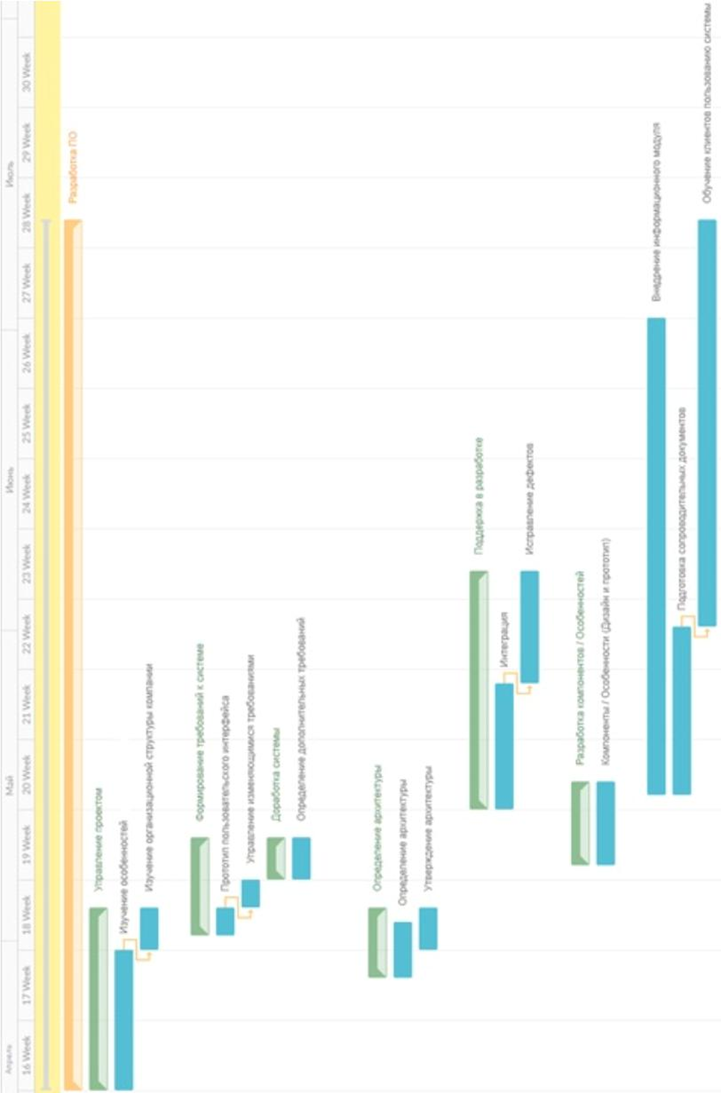 Апрель
Май
Июнь
Июль
16 Week
17 Week
18 Week
19 Week
20 Week
21 Week
22 Week
23 Week
24 Week
25 Week
26 Week
27 Week
28 Week
29 Week
30 Week
Разработка ПО
Управление проектом
Изучение особенностей
Изучение организационной структуры компании
Формирование требований к системе
Прототип пользовательского интерфейса
Управление изменяющимися требованиями
Доработка системы
Определение дополнительных требований
Определение архитектуры
Определение архитектуры
Утверждение архитектуры
Поддержка в разработке
Интеграция
Исправление дефектов
Разработка компонентов / Особенностей
Компоненты / Особенности (Дизайн и прототип)
Внедрение информационного модуля
Подготовка сопроводительных документов
Обучение клиентов пользованию системы